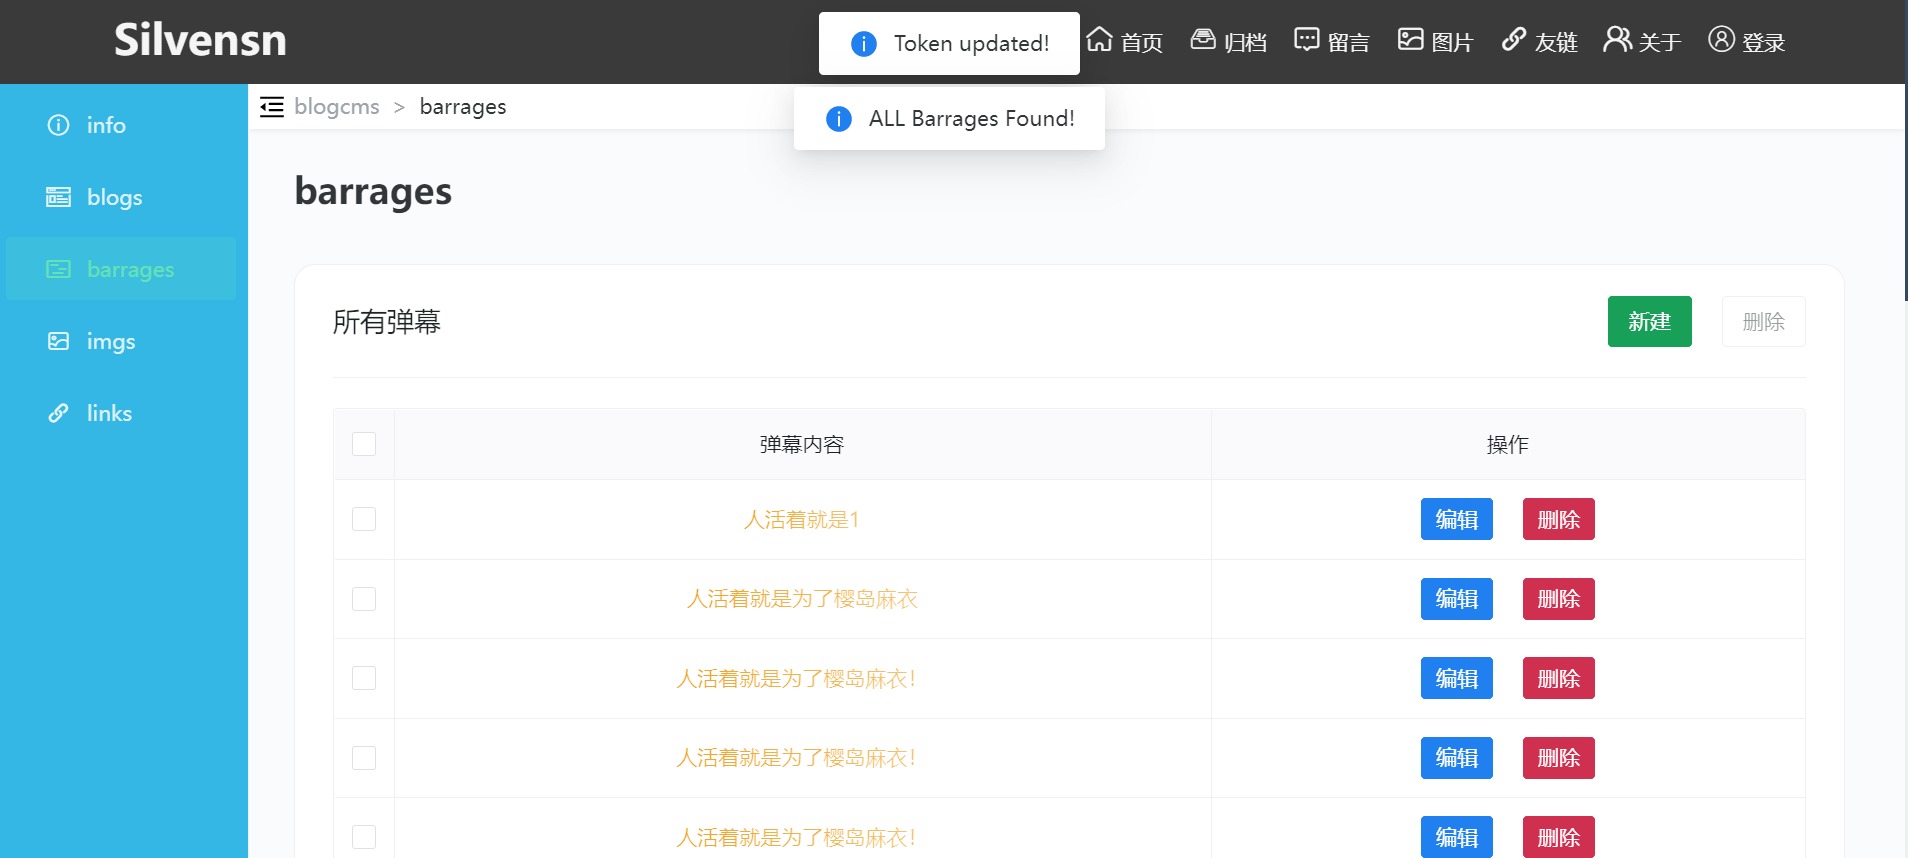 Silvensn
Token updated!
首页 归档 留言 图片 友链 关于 登录
ALL Barrages Found!
info
blogs
barrages
imgs
links
blogcms > barrages
barrages
所有弹幕
新建 删除
弹幕内容 操作
人活着就是1 编辑 删除
人活着就是为了樱岛麻衣 编辑 删除
人活着就是为了樱岛麻衣! 编辑 删除
人活着就是为了樱岛麻衣! 编辑 删除
人活着就是为了樱岛麻衣! 编辑 删除